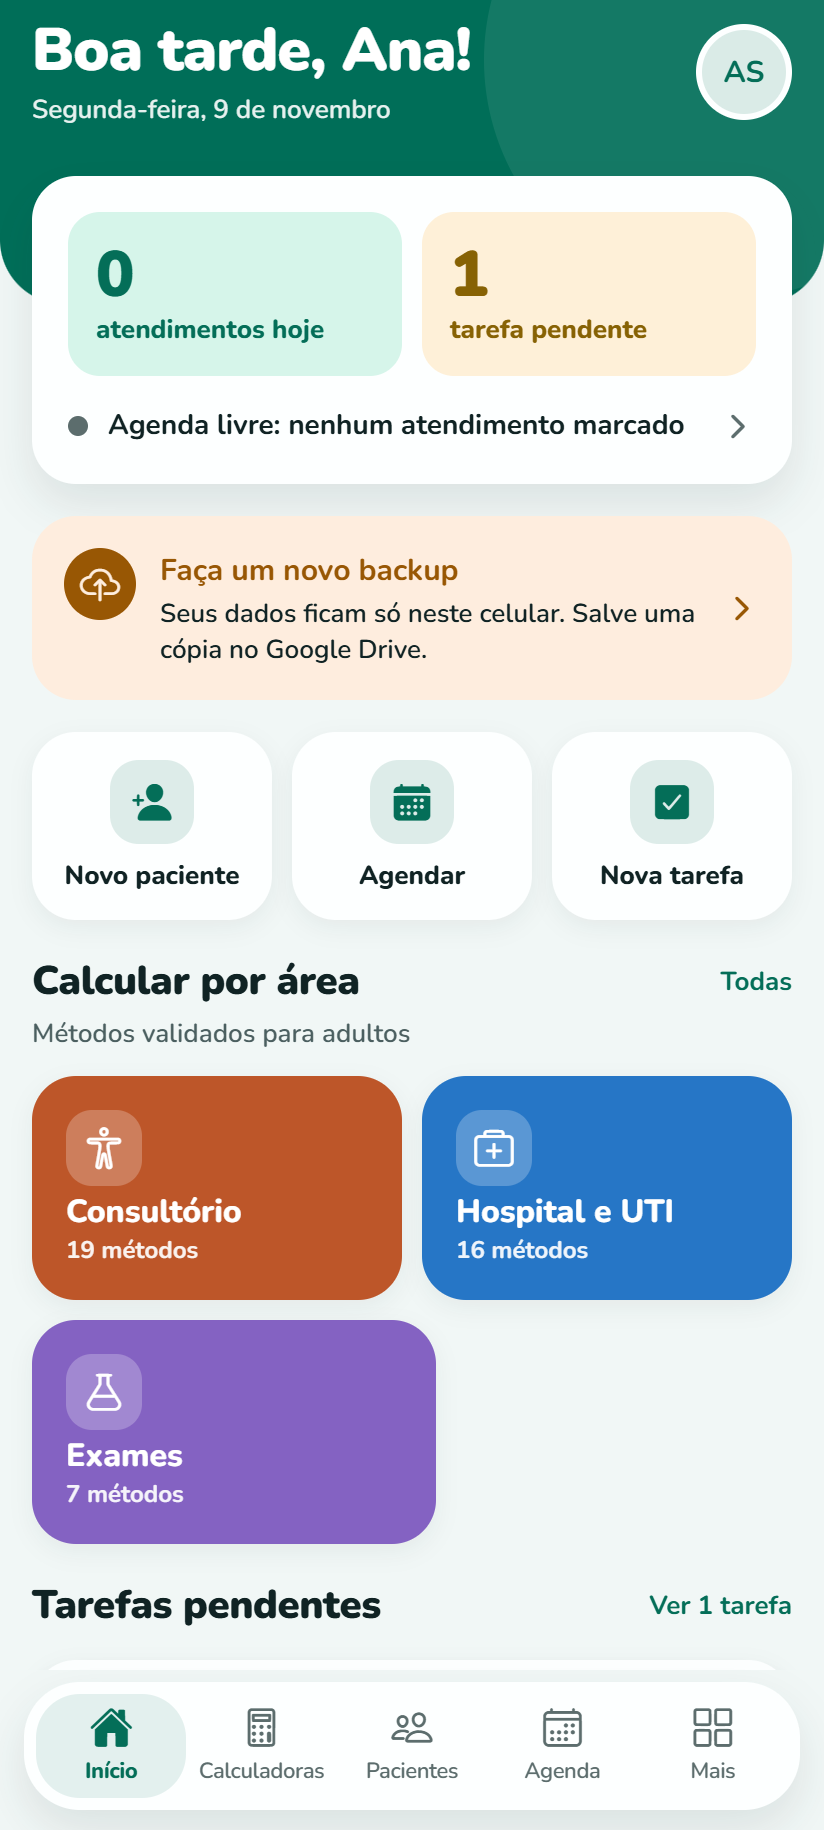 Boa tarde, Ana!
Segunda-feira, 9 de novembro
AS
0
atendimentos hoje
1
tarefa pendente
Agenda livre: nenhum atendimento marcado
Faça um novo backup
Seus dados ficam só neste celular. Salve uma
cópia no Google Drive.
Novo paciente
Agendar
Nova tarefa
Calcular por área
Todas
Métodos validados para adultos
Consultório
19 métodos
Hospital e UTI
16 métodos
Exames
7 métodos
Tarefas pendentes
Ver 1 tarefa
Início
Calculadoras
Pacientes
Agenda
Mais